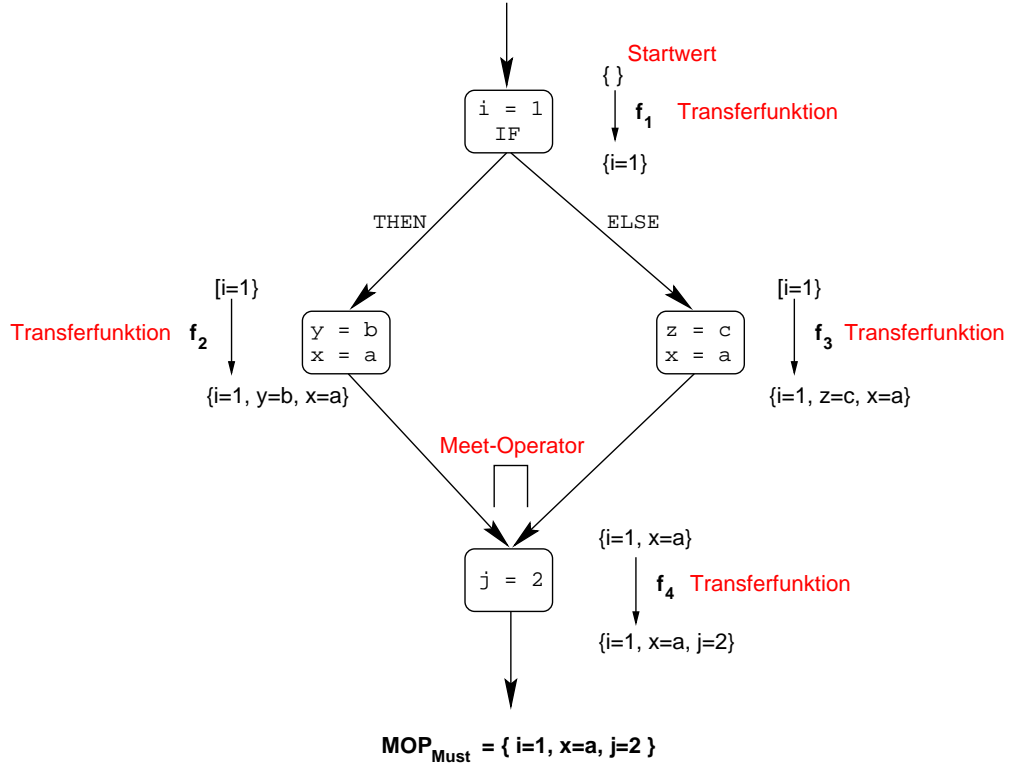 Startwert
{ }
i = 1
IF
f1 Transferfunktion
{i=1}
THEN
ELSE
[i=1}
[i=1}
Transferfunktion f2
y = b
x = a
z = c
x = a
f3 Transferfunktion
{i=1, y=b, x=a}
{i=1, z=c, x=a}
Meet-Operator
{i=1, x=a}
j = 2
f4 Transferfunktion
{i=1, x=a, j=2}
MOPMust = { i=1, x=a, j=2 }